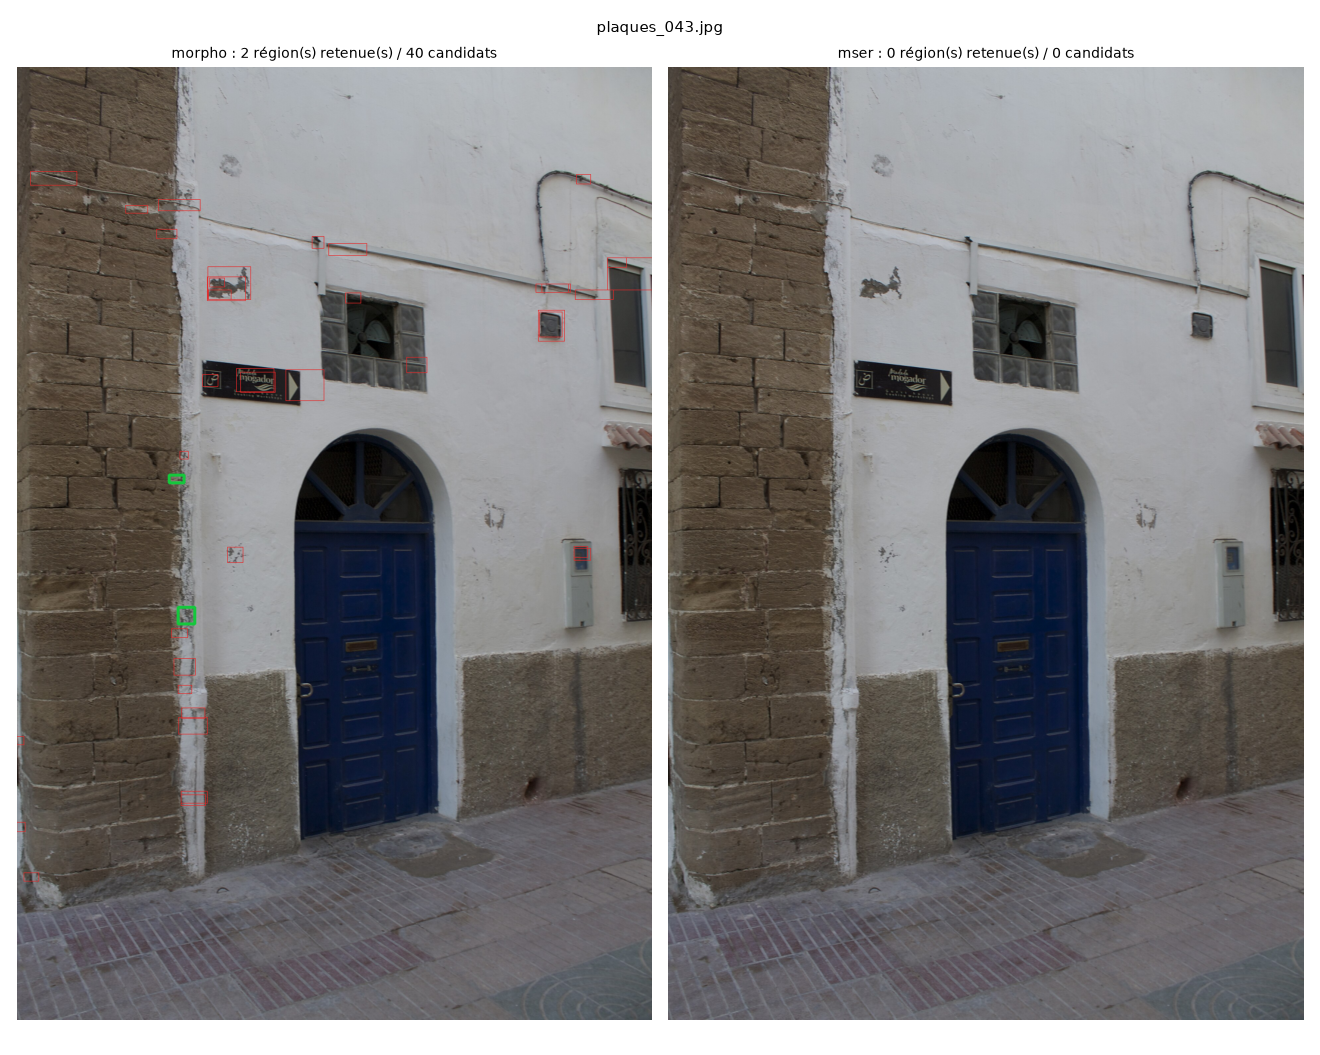 plaques_043.jpg
morpho : 2 région(s) retenue(s) / 40 candidats
mser : 0 région(s) retenue(s) / 0 candidats
mogador
mogador